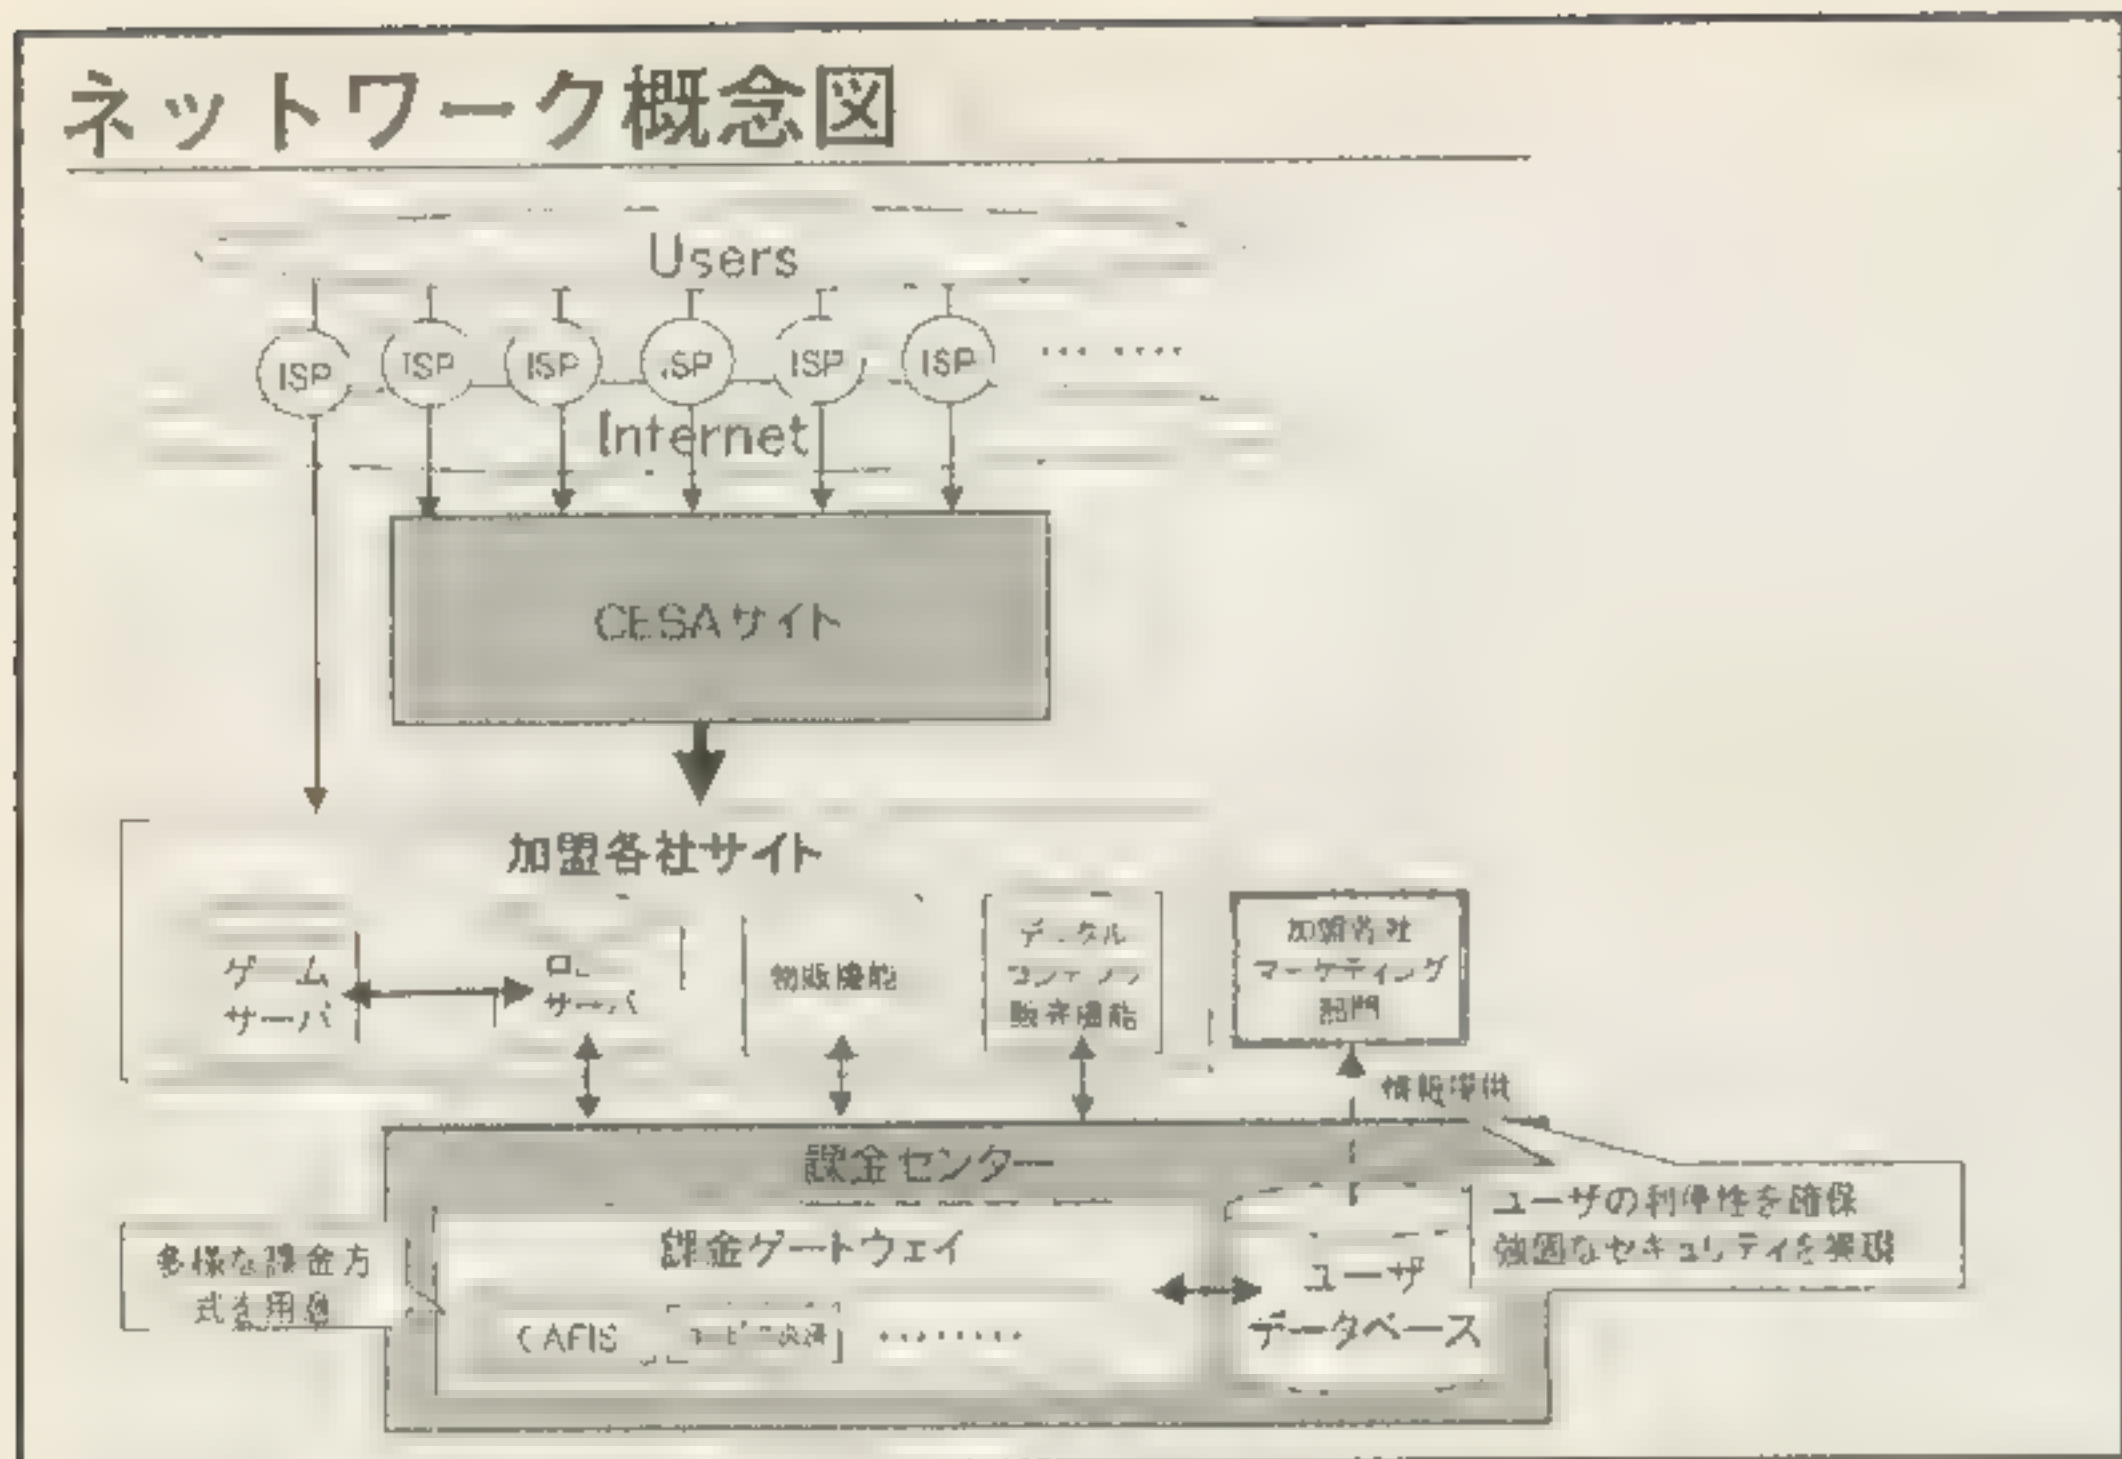 ネットワーク概念図
Users
ISP ISP ISP ISP ISP ISP ………
Internet
CESAサイト
加盟各社サイト
ゲーム
サーバ
サーバ
物販機能
デジタル
コンテンツ
販売機能
加盟各社
マーケティング
部門
情報提供
課金センター
課金ゲートウェイ
CAFIS
………
ユーザ
データベース
多様な課金方
式を用意
ユーザの利便性を確保
強固なセキュリティを実現